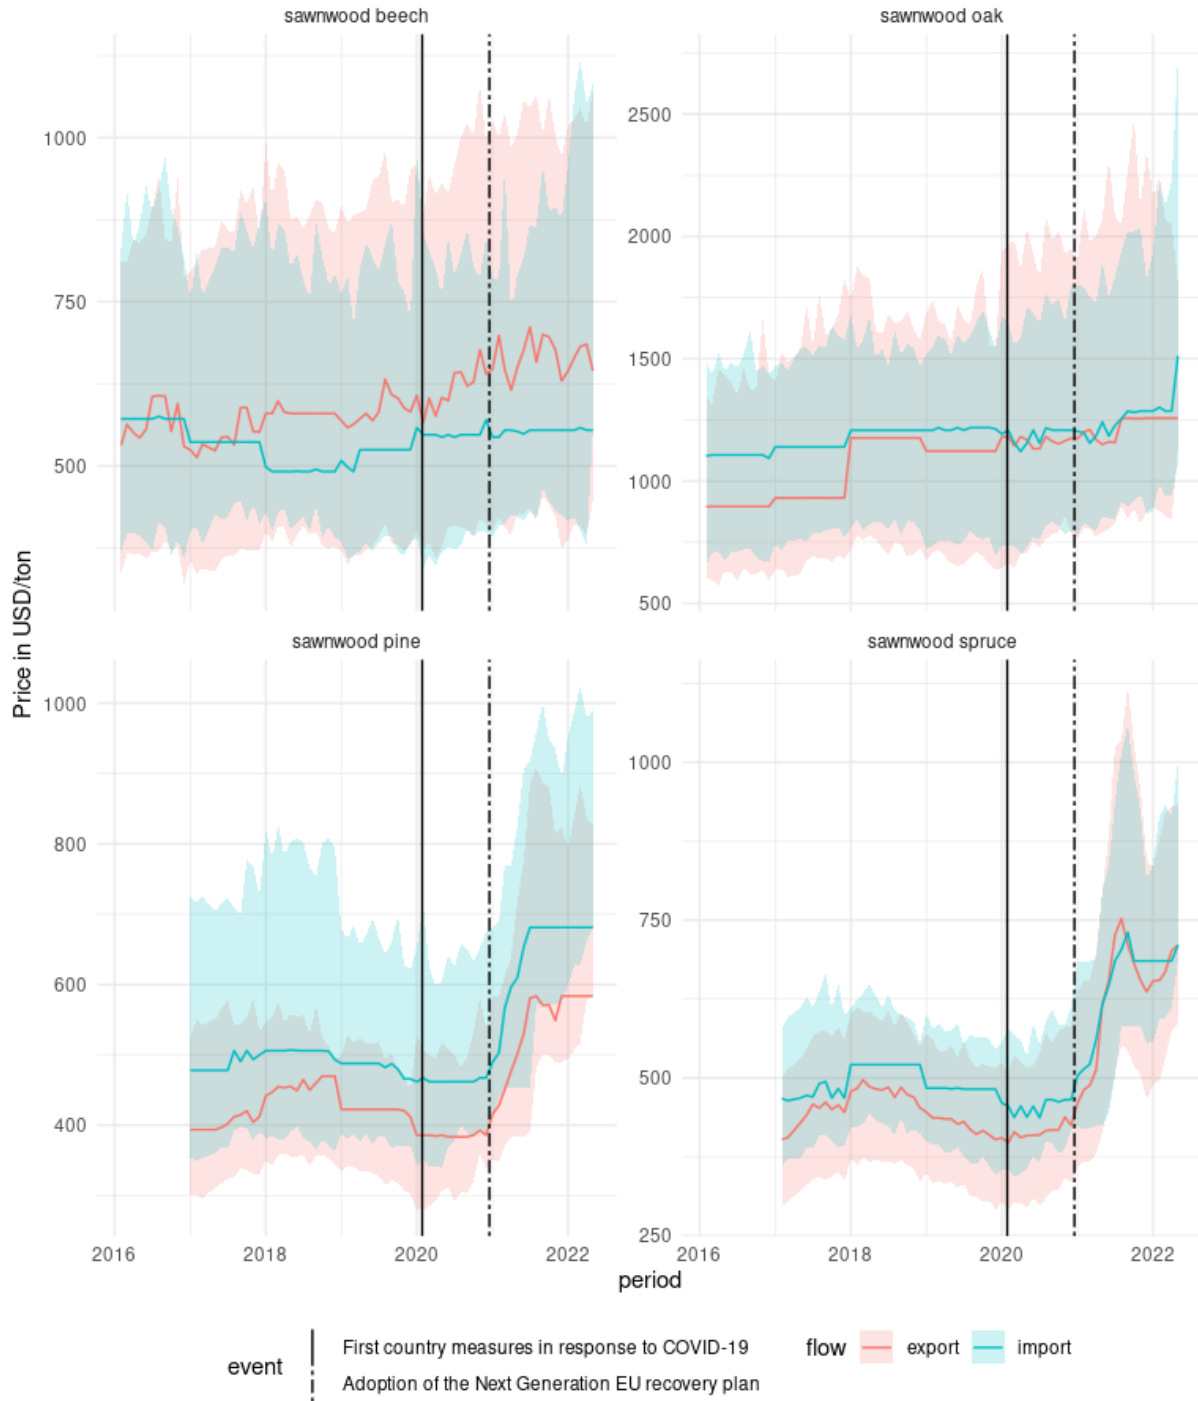 sawnwood beech
sawnwood oak
1000
750
500
2500
2000
1500
1000
500
Price in USD/ton
sawnwood pine
sawnwood spruce
1000
800
600
400
1000
750
500
250
2016 2018 2020 2022
2016 2018 2020 2022
period
event
First country measures in response to COVID-19
Adoption of the Next Generation EU recovery plan
flow export import